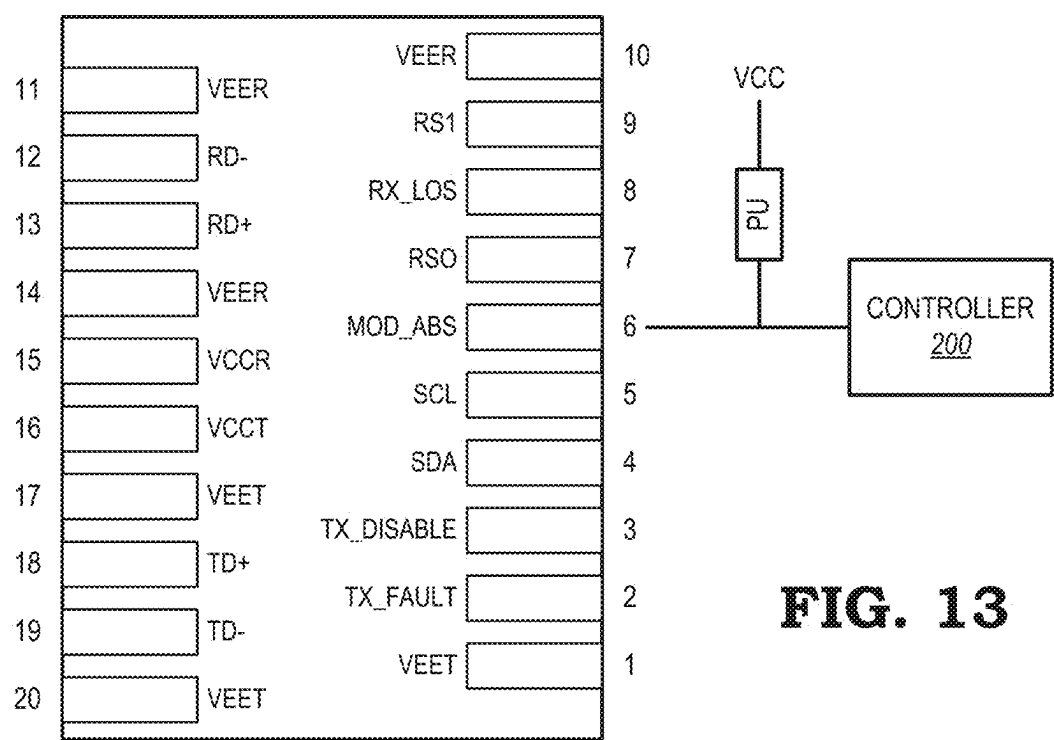 VEER 10
11 VEER
VCC
RS1 9
12 RD-
RX_LOS 8
PU
13 RD+
RSO 7
14 VEER
CONTROLLER
200
MOD_ABS 6
15 VCCR
SCL 5
16 VCCT
SDA 4
17 VEET
TX_DISABLE 3
18 TD+
TX_FAULT 2
FIG. 13
19 TD-
VEET 1
20 VEET